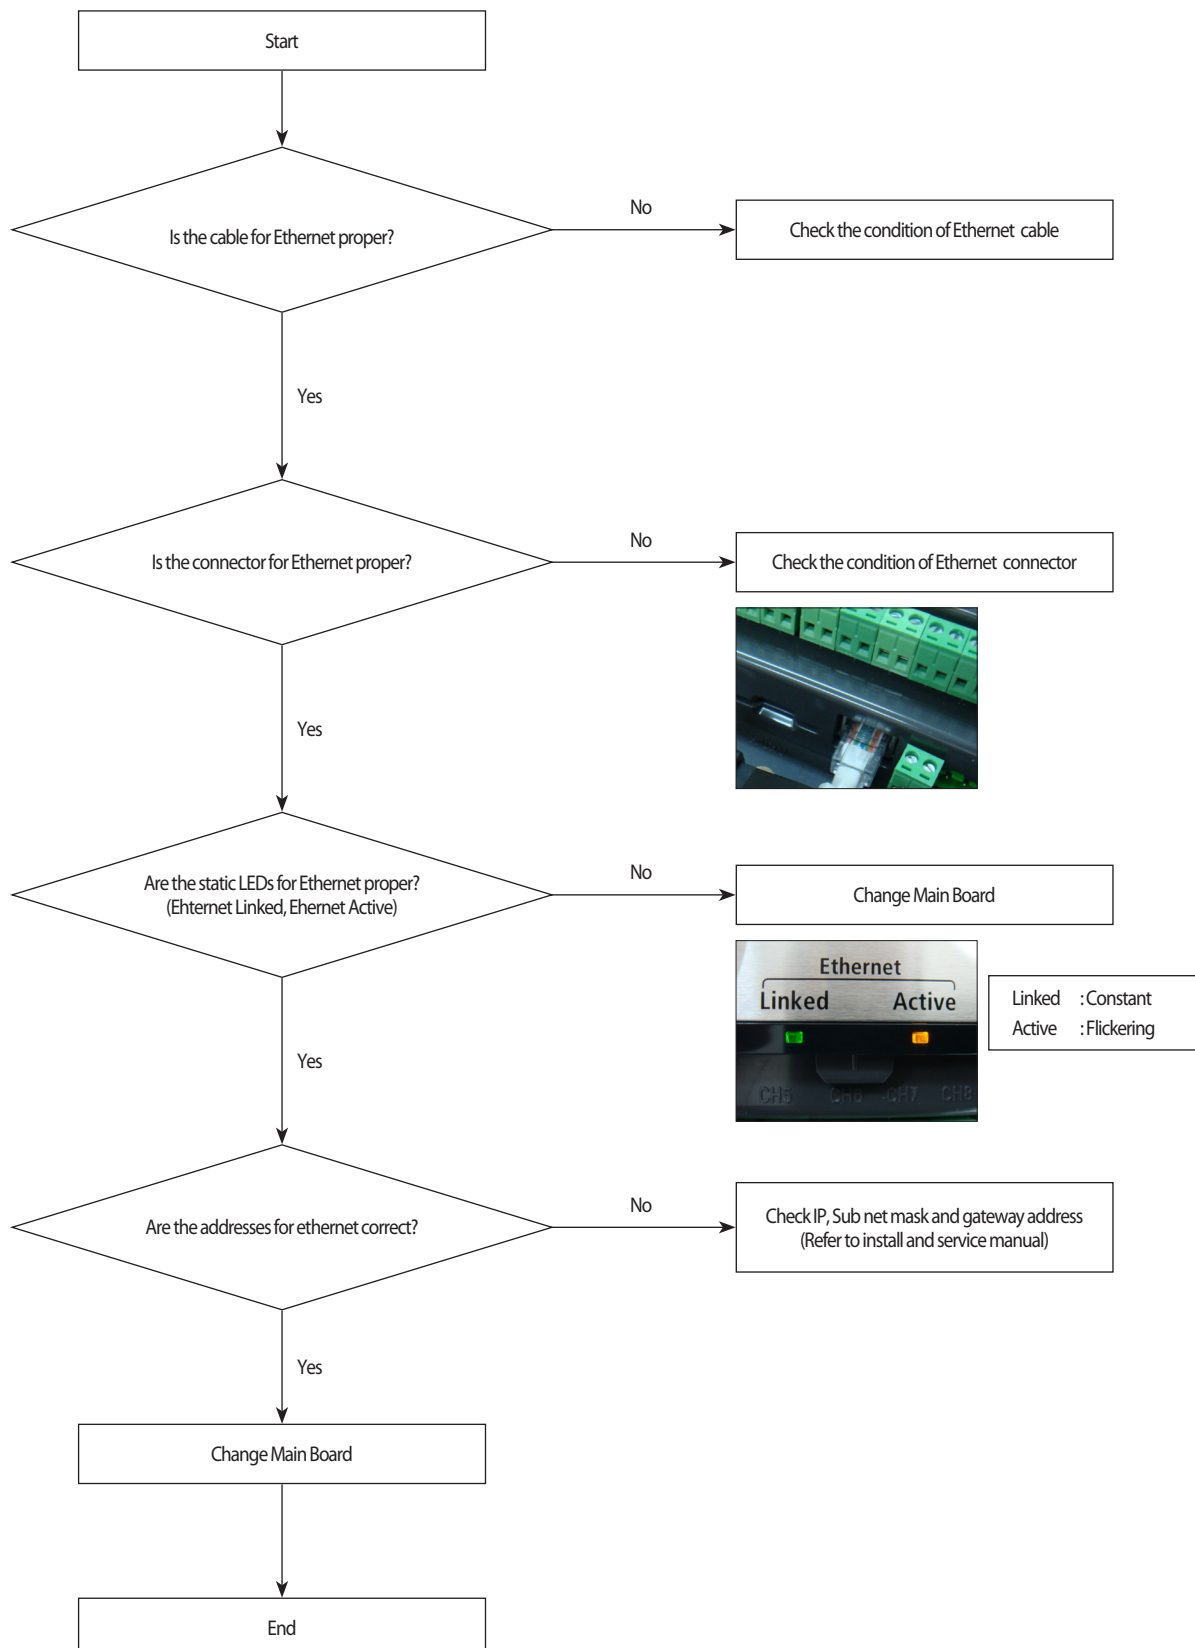 Start
Is the cable for Ethernet proper?
No
Check the condition of Ethernet cable
Yes
Is the connector for Ethernet proper?
No
Check the condition of Ethernet connector
Yes
Are the static LEDs for Ethernet proper?
(Ehternet Linked, Ehernet Active)
No
Change Main Board
Ethernet
Linked Active
CH5 CH6 CH7 CH8
Linked : Constant
Active : Flickering
Yes
Are the addresses for ethernet correct?
No
Check IP, Sub net mask and gateway address
(Refer to install and service manual)
Yes
Change Main Board
End